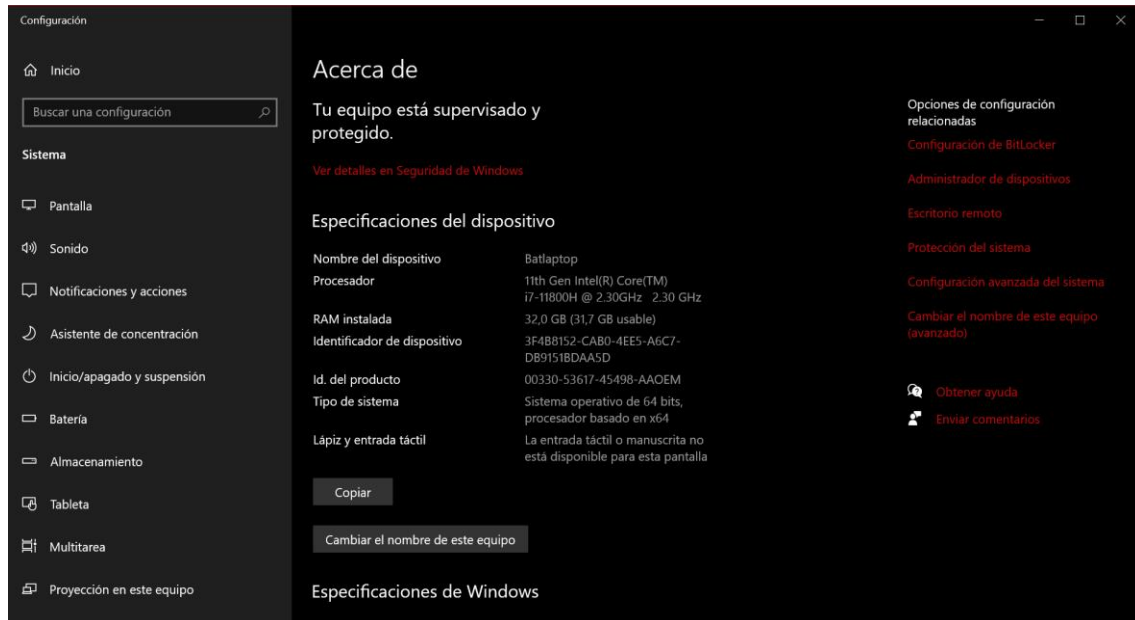 Configuración
Inicio
Buscar una configuración
Sistema
Pantalla
Sonido
Notificaciones y acciones
Asistente de concentración
Inicio/apagado y suspensión
Batería
Almacenamiento
Tableta
Multitarea
Proyección en este equipo
Acerca de
Tu equipo está supervisado y
protegido.
Ver detalles en Seguridad de Windows
Especificaciones del dispositivo
Nombre del dispositivo Batlaptop
Procesador 11th Gen Intel(R) Core(TM)
i7-11800H @ 2.30GHz 2.30 GHz
RAM instalada 32,0 GB (31,7 GB usable)
Identificador de dispositivo 3F4B8152-CAB0-4EE5-A6C7-
DB9151BDAA5D
Id. del producto 00330-53617-45498-AAOEM
Tipo de sistema Sistema operativo de 64 bits,
procesador basado en x64
Lápiz y entrada táctil La entrada táctil o manuscrita no
está disponible para esta pantalla
Copiar
Cambiar el nombre de este equipo
Especificaciones de Windows
Opciones de configuración
relacionadas
Configuración de BitLocker
Administrador de dispositivos
Escritorio remoto
Protección del sistema
Configuración avanzada del sistema
Cambiar el nombre de este equipo
(avanzado)
Obtener ayuda
Enviar comentarios